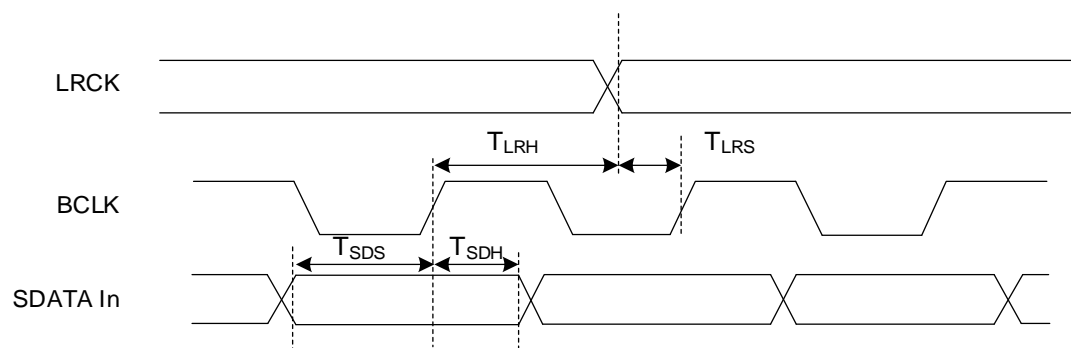 LRCK
TLRH
TLRS
BCLK
TSDS
TSDH
SDATA In